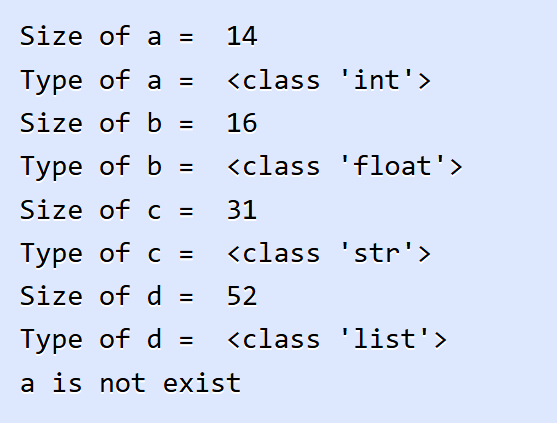 Size of a =  14
Type of a =  <class 'int'>
Size of b =  16
Type of b =  <class 'float'>
Size of c =  31
Type of c =  <class 'str'>
Size of d =  52
Type of d =  <class 'list'>
a is not exist